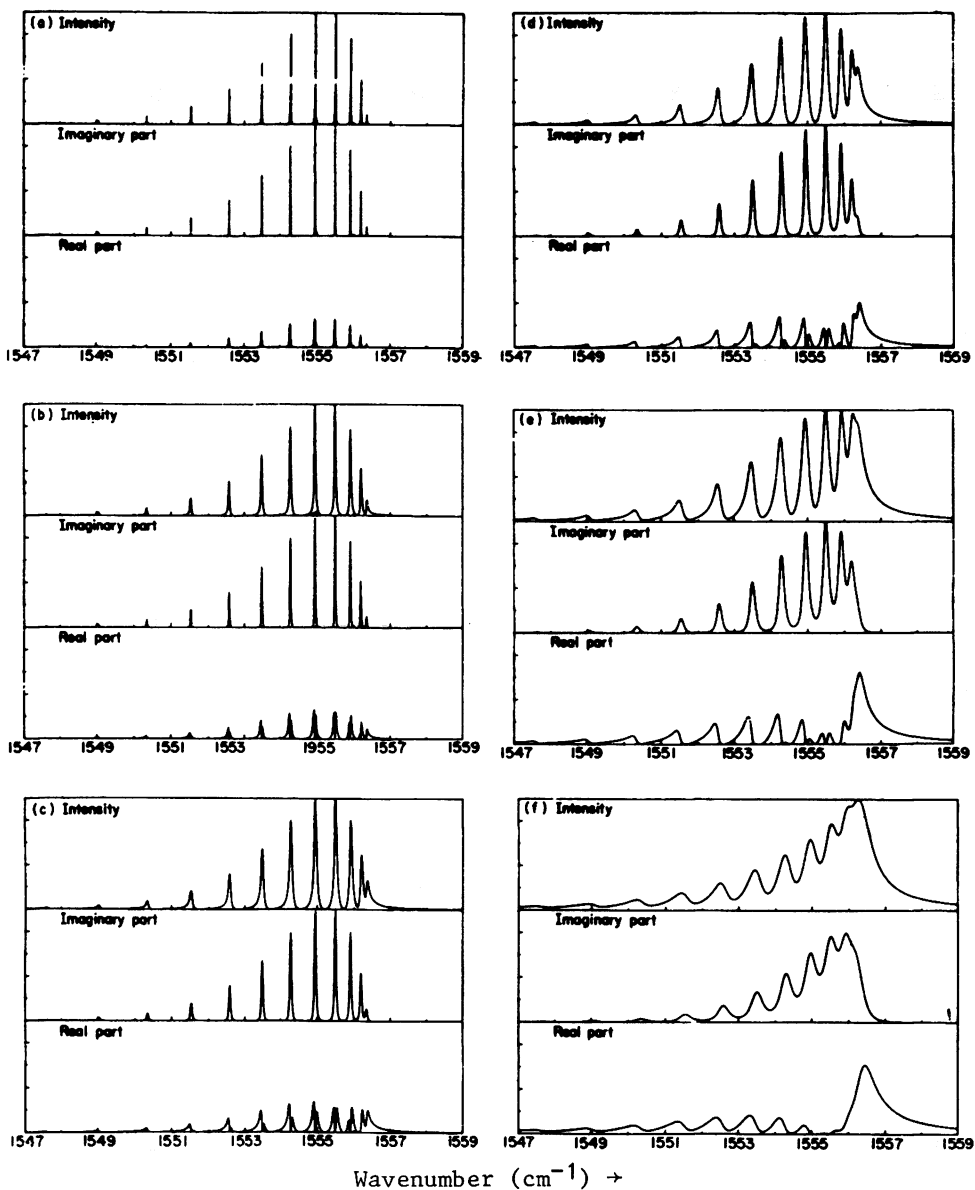 (a) Intensity
Imaginary part
Real part
1547 1549 1551 1553 1555 1557 1559
(b) Intensity
Imaginary part
Real part
1547 1549 1551 1553 1955 1557 1559
(c) Intensity
Imaginary part
Real part
1547 1549 1551 1553 1555 1557 1559
(d) Intensity
Imaginary part
Real part
1547 1549 1551 1553 1555 1557 1559
(e) Intensity
Imaginary part
Real part
1547 1549 1551 1553 1555 1557 1559
(f) Intensity
Imaginary part
Real part
1547 1549 1551 1553 1555 1557 1559
Wavenumber (cm⁻¹) →